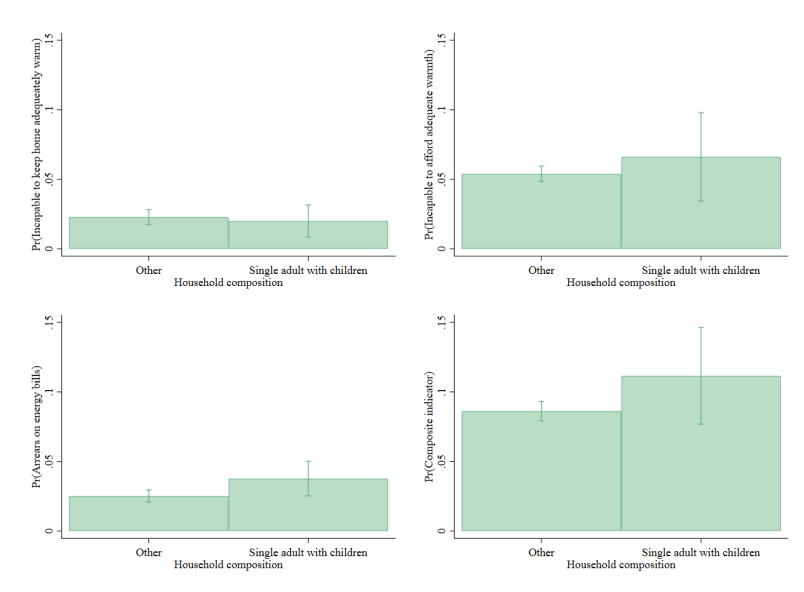 Pr(Incapable to keep home adequeately warm)
.15
.1
.05
0
Other
Single adult with children
Household composition
Pr(Incapable to afford adequeate warmth)
.15
.1
.05
0
Other
Single adult with children
Household composition
Pr(Arrears on energy bills)
.15
.1
.05
0
Other
Single adult with children
Household composition
Pr(Composite indicator)
.15
.1
.05
0
Other
Single adult with children
Household composition